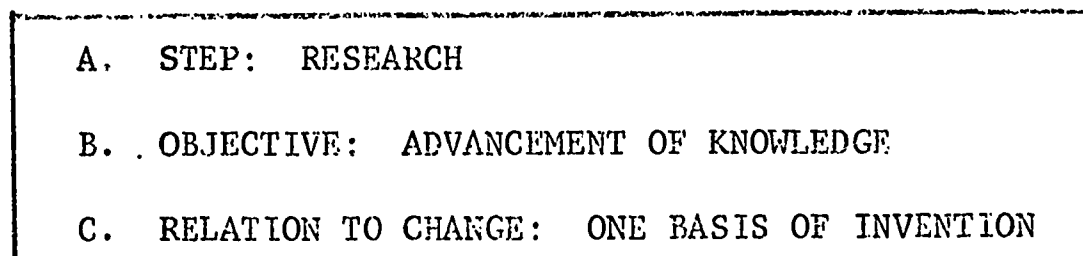 A. STEP: RESEARCH
B. OBJECTIVE: ADVANCEMENT OF KNOWLEDGE
C. RELATION TO CHANGE: ONE BASIS OF INVENTION